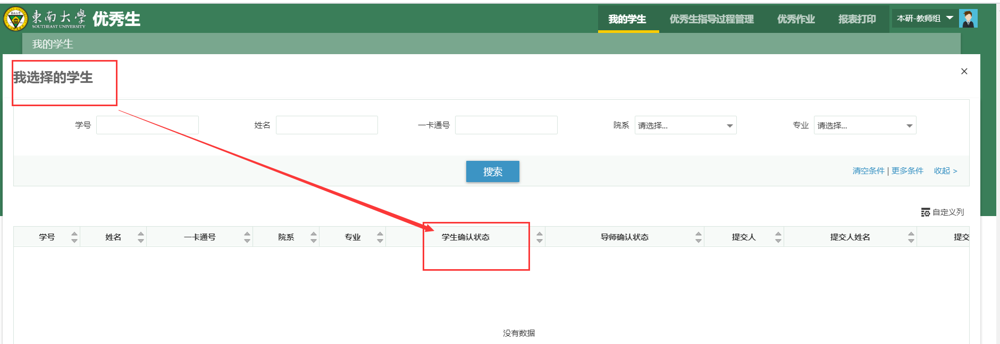 東南大學 优秀生
SOUTHEAST UNIVERSITY
我的学生 优秀生指导过程管理 优秀作业 报表打印 本研-教师组
我的学生
我选择的学生 ×
学号 姓名 一卡通号 院系 请选择... 专业 请选择...
搜索
清空条件 | 更多条件 收起 >
自定义列
学号 姓名 一卡通号 院系 专业 学生确认状态 导师确认状态 提交人 提交人姓名 提交
没有数据